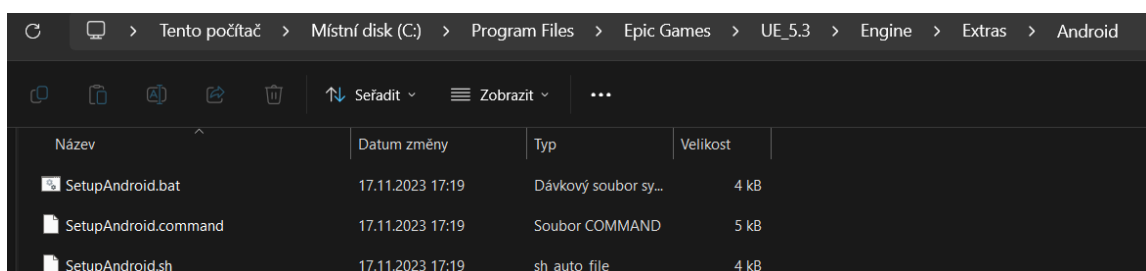 Tento počítač > Místní disk (C:) > Program Files > Epic Games > UE_5.3 > Engine > Extras > Android
Seřadit Zobrazit
Název Datum změny Typ Velikost
SetupAndroid.bat 17.11.2023 17:19 Dávkový soubor sy... 4 kB
SetupAndroid.command 17.11.2023 17:19 Soubor COMMAND 5 kB
SetupAndroid.sh 17.11.2023 17:19 sh_auto_file 4 kB